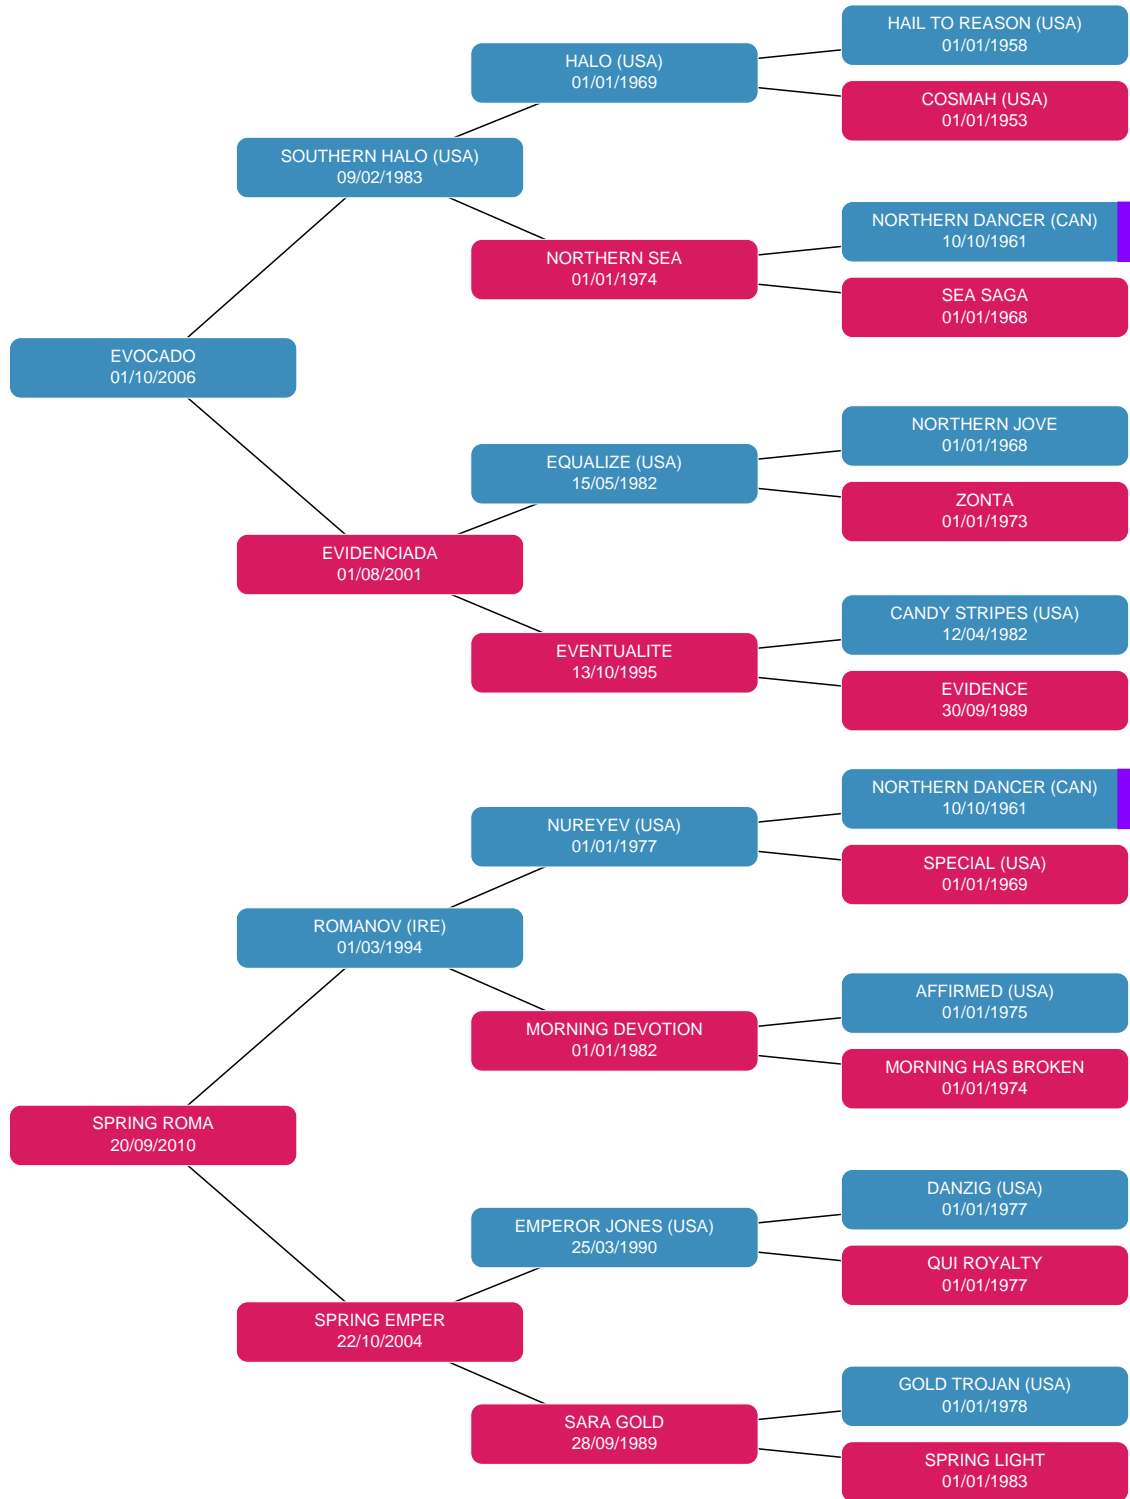 HAIL TO REASON (USA)
01/01/1958
HALO (USA)
01/01/1969
COSMAH (USA)
01/01/1953
SOUTHERN HALO (USA)
09/02/1983
NORTHERN DANCER (CAN)
10/10/1961
NORTHERN SEA
01/01/1974
SEA SAGA
01/01/1968
EVOCADO
01/10/2006
NORTHERN JOVE
01/01/1968
EQUALIZE (USA)
15/05/1982
ZONTA
01/01/1973
EVIDENCIADA
01/08/2001
CANDY STRIPES (USA)
12/04/1982
EVENTUALITE
13/10/1995
EVIDENCE
30/09/1989
NORTHERN DANCER (CAN)
10/10/1961
NUREYEV (USA)
01/01/1977
SPECIAL (USA)
01/01/1969
ROMANOV (IRE)
01/03/1994
AFFIRMED (USA)
01/01/1975
MORNING DEVOTION
01/01/1982
MORNING HAS BROKEN
01/01/1974
SPRING ROMA
20/09/2010
DANZIG (USA)
01/01/1977
EMPEROR JONES (USA)
25/03/1990
QUI ROYALTY
01/01/1977
SPRING EMPER
22/10/2004
GOLD TROJAN (USA)
01/01/1978
SARA GOLD
28/09/1989
SPRING LIGHT
01/01/1983